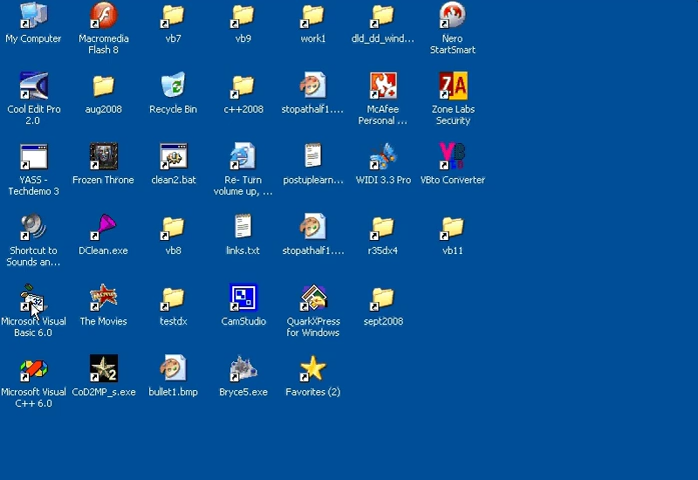 My Computer
Macromedia
Flash 8
vb7
vb9
work1
dld_dd_wind...
Nero
StartSmart
Cool Edit Pro
2.0
aug2008
Recycle Bin
c++2008
stopathalf1....
McAfee
Personal ...
Zone Labs
Security
ZA
YASS -
Techdemo 3
Frozen Throne
clean2.bat
Re- Turn
volume up, ...
postuplearn...
WIDI 3.3 Pro
VBto Converter
VB
Shortcut to
Sounds an...
DClean.exe
vb8
links.txt
stopathalf1....
r35dx4
vb11
Microsoft Visual
Basic 6.0
The Movies
testdx
CamStudio
QuarkXPress
for Windows
sept2008
Microsoft Visual
C++ 6.0
CoD2MP_s.exe
2
bullet1.bmp
Bryce5.exe
Favorites (2)